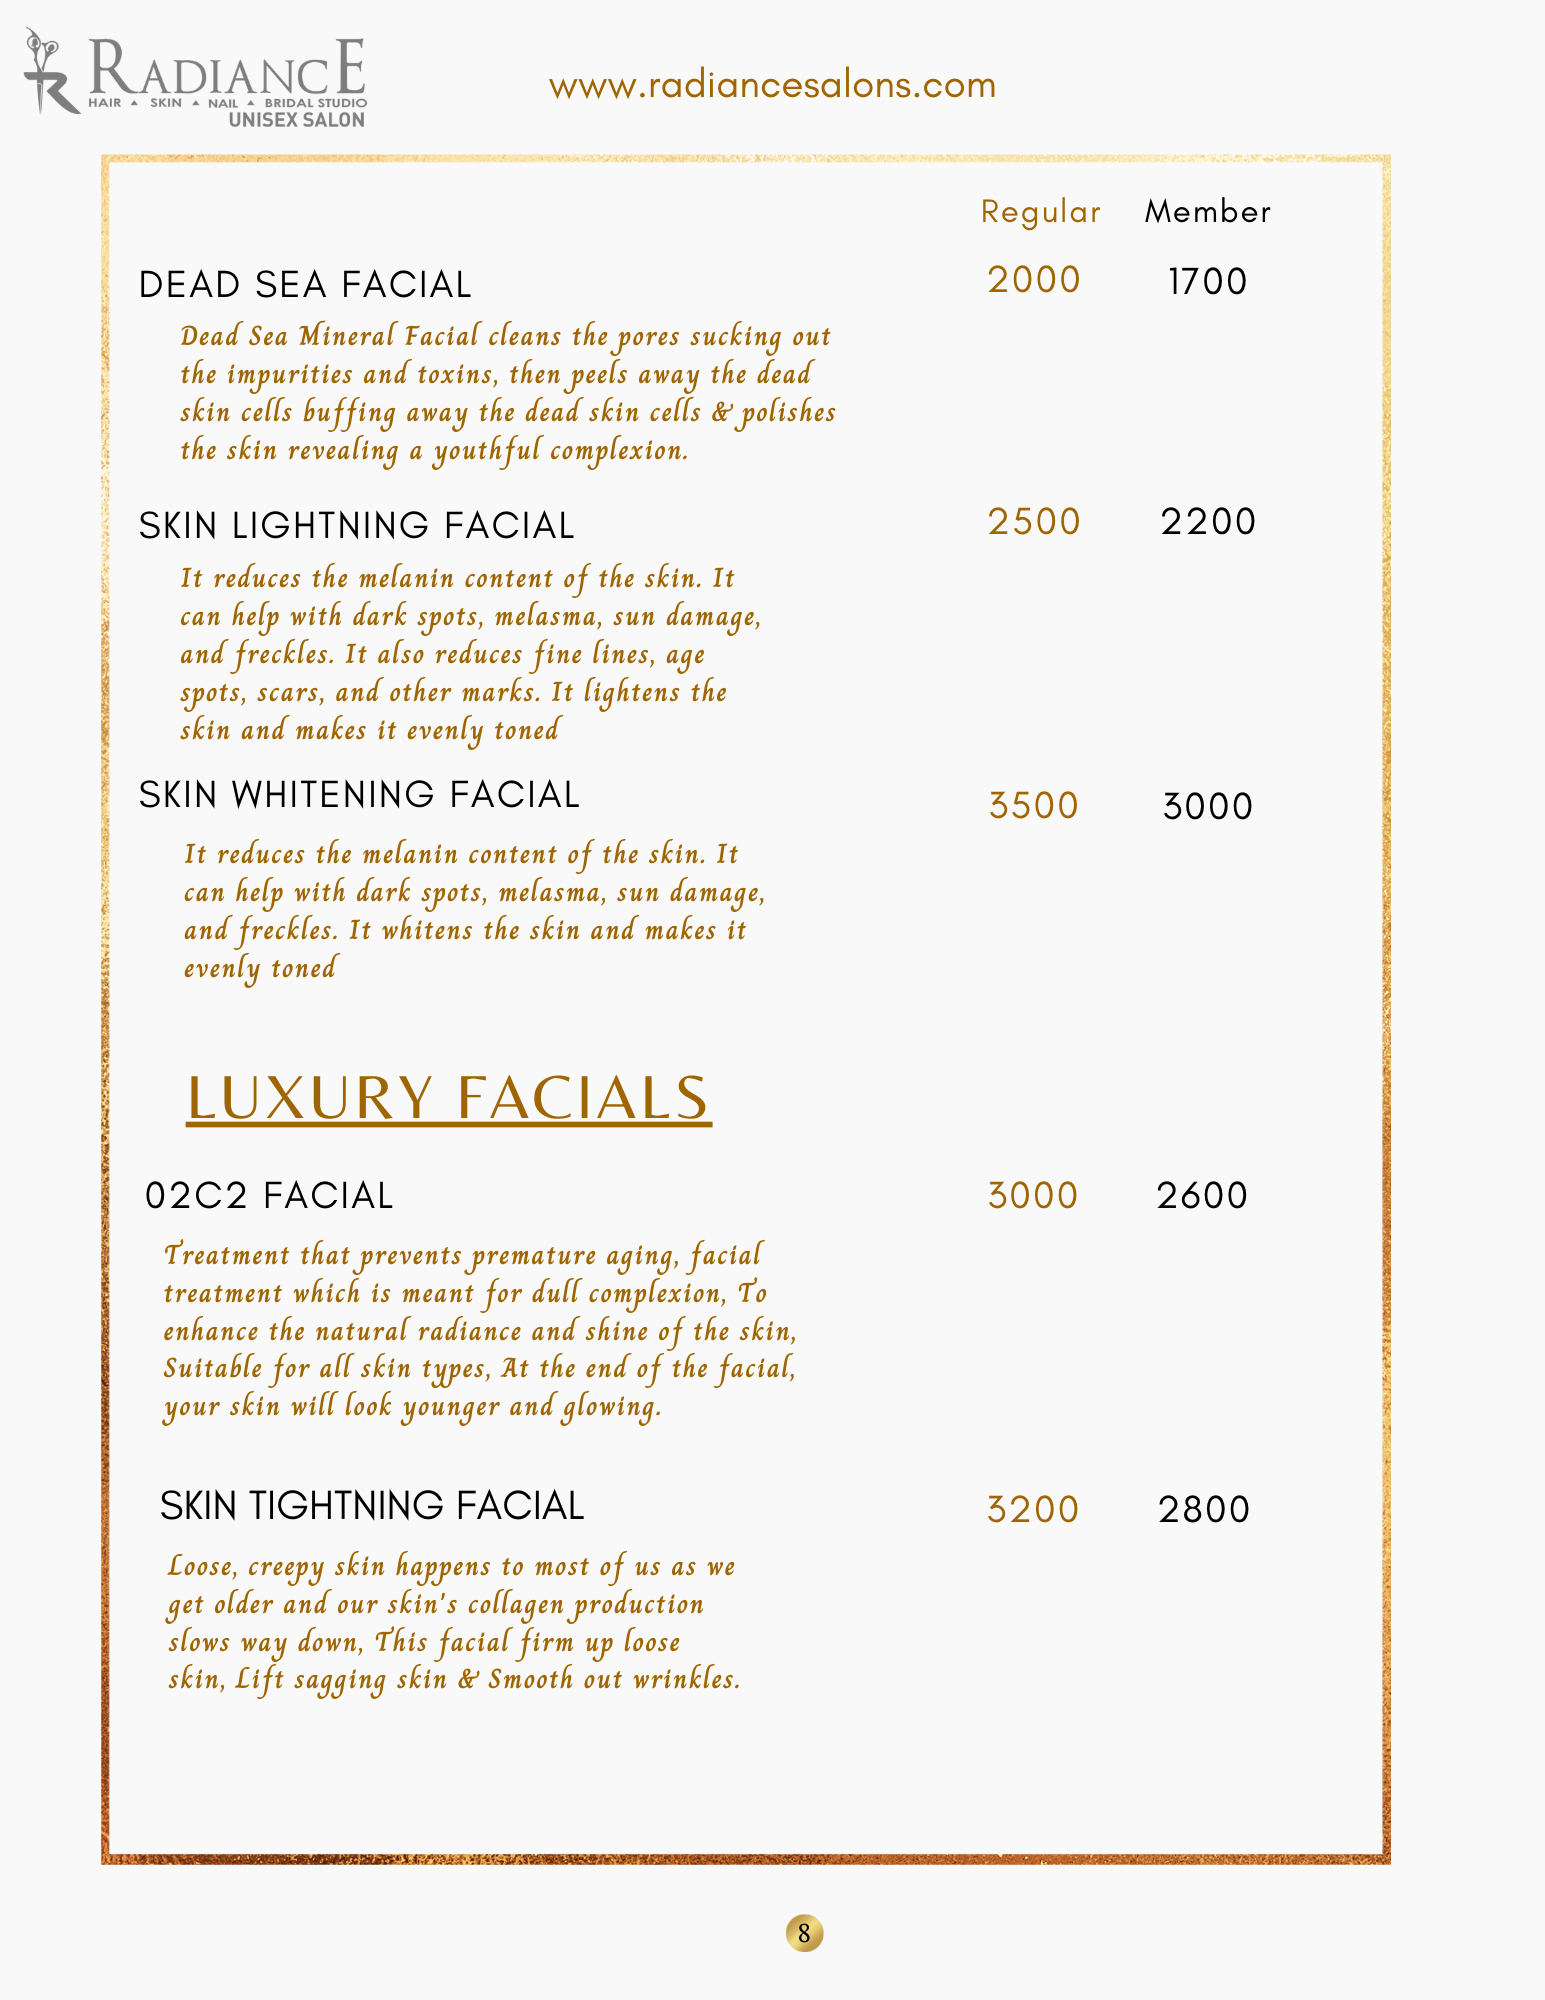 RADIANCE
HAIR ▲ SKIN ▲ NAIL ▲ BRIDAL STUDIO
UNISEX SALON
www.radiancesalons.com
Regular Member
DEAD SEA FACIAL 2000 1700
Dead Sea Mineral Facial cleans the pores sucking out
the impurities and toxins, then peels away the dead
skin cells buffing away the dead skin cells & polishes
the skin revealing a youthful complexion.
SKIN LIGHTNING FACIAL 2500 2200
It reduces the melanin content of the skin. It
can help with dark spots, melasma, sun damage,
and freckles. It also reduces fine lines, age
spots, scars, and other marks. It lightens the
skin and makes it evenly toned
SKIN WHITENING FACIAL 3500 3000
It reduces the melanin content of the skin. It
can help with dark spots, melasma, sun damage,
and freckles. It whitens the skin and makes it
evenly toned
LUXURY FACIALS
02C2 FACIAL 3000 2600
Treatment that prevents premature aging, facial
treatment which is meant for dull complexion, To
enhance the natural radiance and shine of the skin,
Suitable for all skin types, At the end of the facial,
your skin will look younger and glowing.
SKIN TIGHTNING FACIAL 3200 2800
Loose, creepy skin happens to most of us as we
get older and our skin's collagen production
slows way down, This facial firm up loose
skin, Lift sagging skin & Smooth out wrinkles.
8